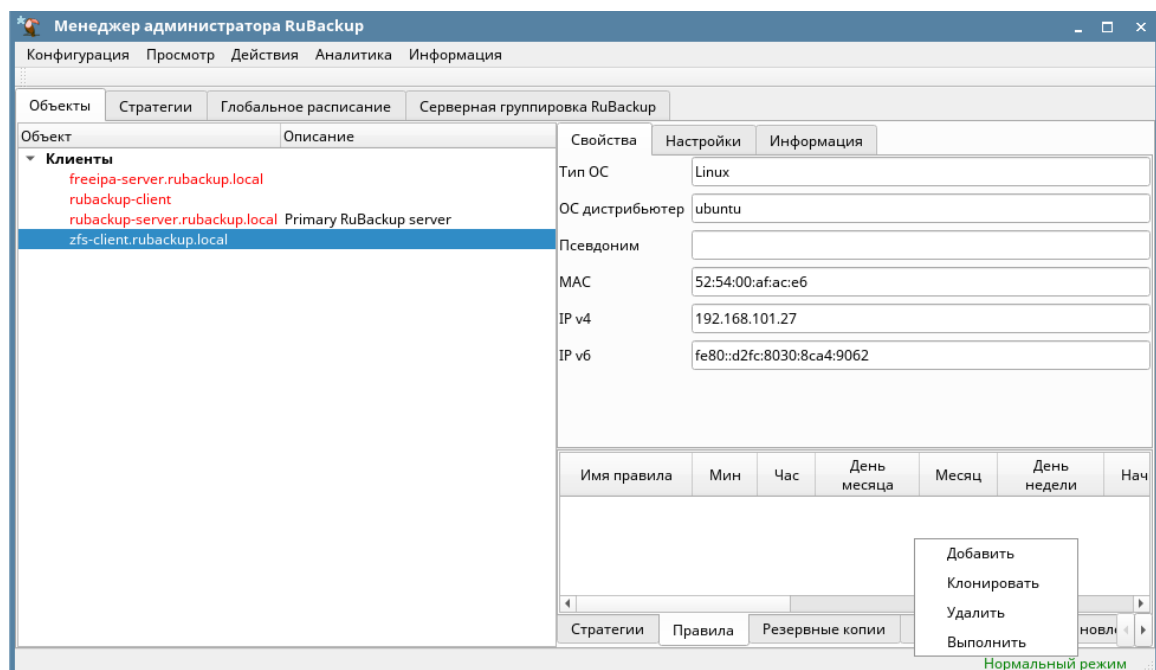 Менеджер администратора RuBackup
Конфигурация Просмотр Действия Аналитика Информация
Объекты Стратегии Глобальное расписание Серверная группировка RuBackup
Объект Описание
Клиенты
freeipa-server.rubackup.local
rubackup-client
rubackup-server.rubackup.local Primary RuBackup server
zfs-client.rubackup.local
Свойства Настройки Информация
Тип ОС Linux
ОС дистрибьютер ubuntu
Псевдоним
MAC 52:54:00:af:ac:e6
IP v4 192.168.101.27
IP v6 fe80::d2fc:8030:8ca4:9062
Имя правила Мин Час День месяца Месяц День недели Нач
Добавить
Клонировать
Удалить
Выполнить
Стратегии Правила Резервные копии
Нормальный режим